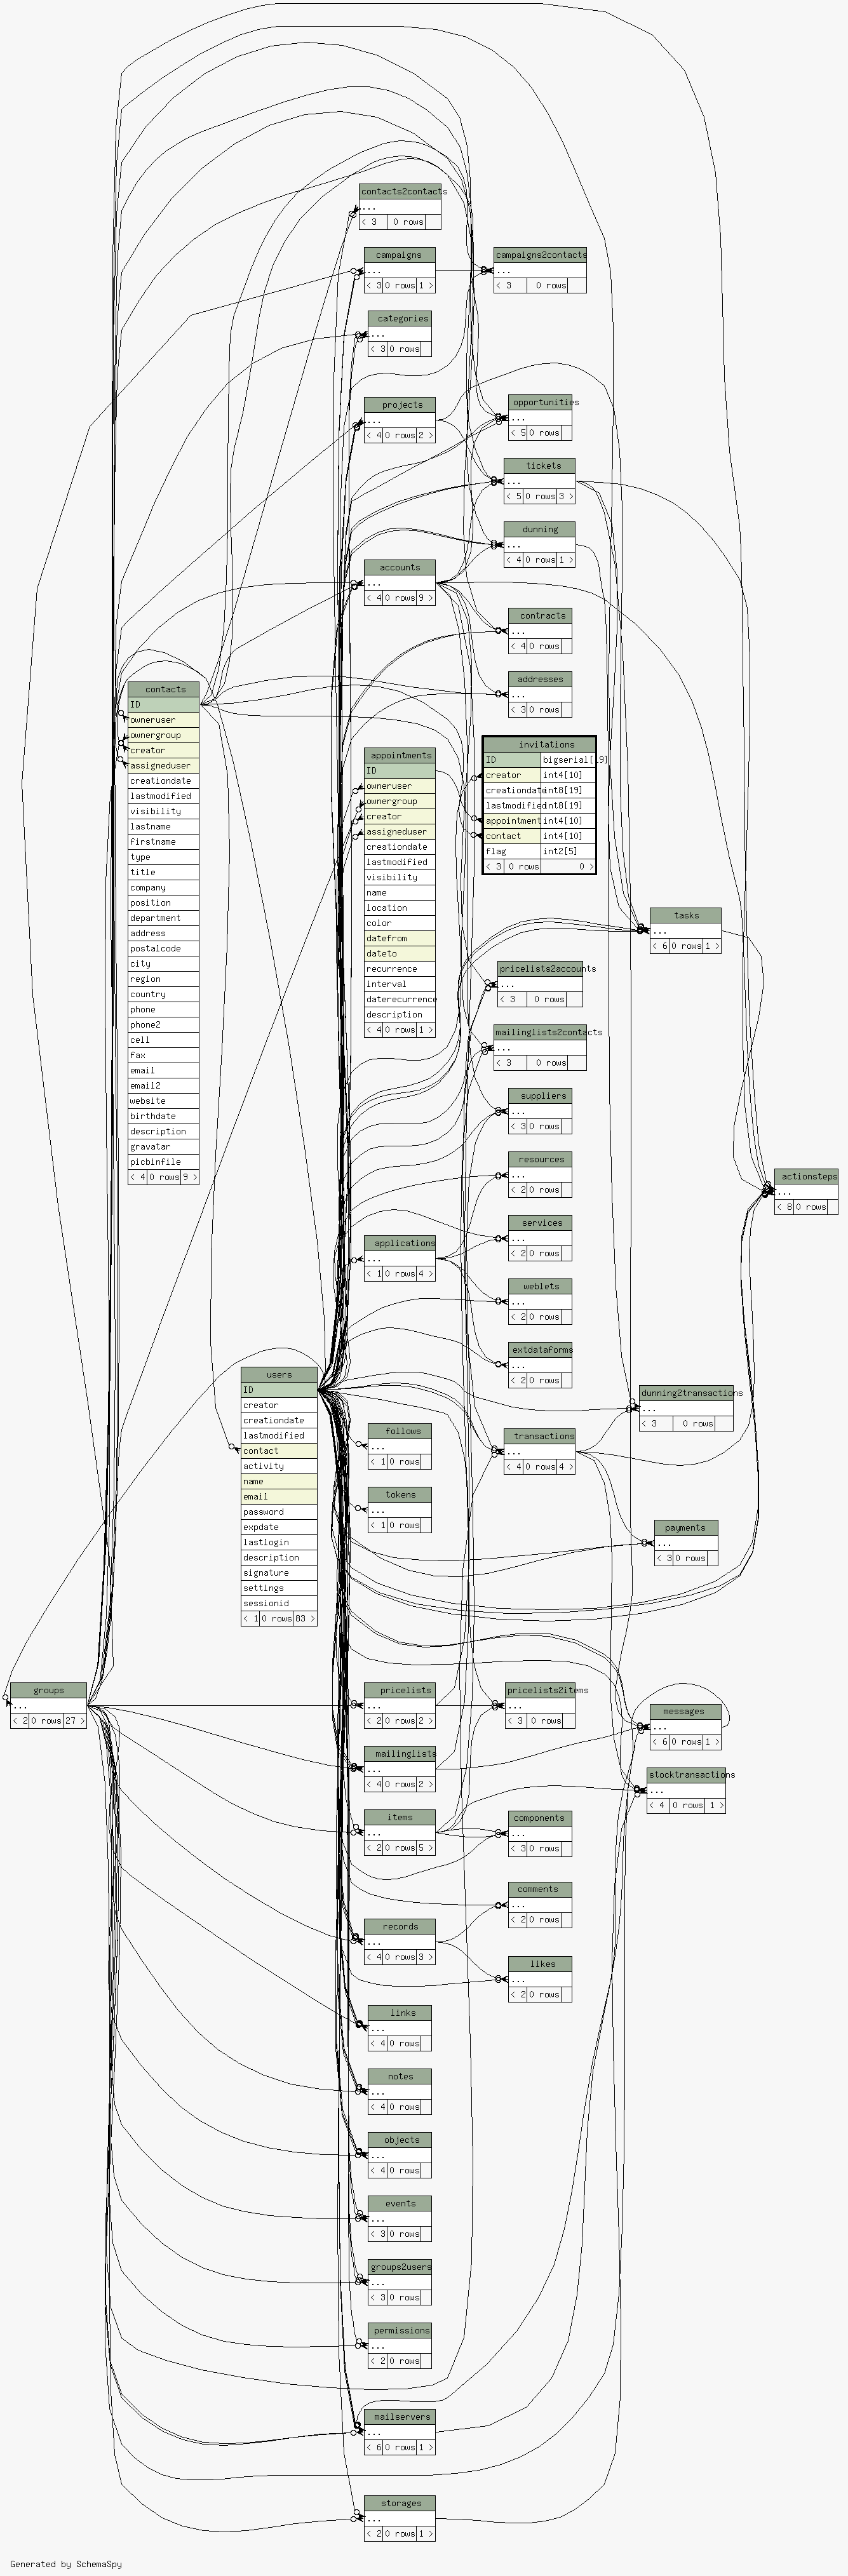 contacts2contacts
...
< 3 0 rows
campaigns
...
< 3 0 rows 1 >
campaigns2contacts
...
< 3 0 rows
categories
...
< 3 0 rows
projects
...
< 4 0 rows 2 >
opportunities
...
< 5 0 rows
tickets
...
< 5 0 rows 3 >
dunning
...
< 4 0 rows 1 >
accounts
...
< 4 0 rows 9 >
contracts
...
< 4 0 rows
addresses
...
< 3 0 rows
contacts
ID
owneruser
ownergroup
creator
assigneduser
creationdate
lastmodified
visibility
lastname
firstname
type
title
company
position
department
address
postalcode
city
region
country
phone
phone2
cell
fax
email
email2
website
birthdate
description
gravatar
picbinfile
< 4 0 rows 9 >
appointments
ID
owneruser
ownergroup
creator
assigneduser
creationdate
lastmodified
visibility
name
location
color
datefrom
dateto
recurrence
interval
daterecurrence
description
< 4 0 rows 1 >
invitations
ID bigserial[19]
creator int4[10]
creationdate int8[19]
lastmodified int8[19]
appointment int4[10]
contact int4[10]
flag int2[5]
< 3 0 rows 0 >
tasks
...
< 6 0 rows 1 >
pricelists2accounts
...
< 3 0 rows
mailinglists2contacts
...
< 3 0 rows
suppliers
...
< 3 0 rows
resources
...
< 2 0 rows
actionsteps
...
< 8 0 rows
services
...
< 2 0 rows
applications
...
< 1 0 rows 4 >
weblets
...
< 2 0 rows
extdataforms
...
< 2 0 rows
users
ID
creator
creationdate
lastmodified
contact
activity
name
email
password
expdate
lastlogin
description
signature
settings
sessionid
< 1 0 rows 83 >
dunning2transactions
...
< 3 0 rows
follows
...
< 1 0 rows
transactions
...
< 4 0 rows 4 >
tokens
...
< 1 0 rows
payments
...
< 3 0 rows
groups
...
< 2 0 rows 27 >
pricelists
...
< 2 0 rows 2 >
pricelists2items
...
< 3 0 rows
messages
...
< 6 0 rows 1 >
mailinglists
...
< 4 0 rows 2 >
stocktransactions
...
< 4 0 rows 1 >
items
...
< 2 0 rows 5 >
components
...
< 3 0 rows
comments
...
< 2 0 rows
records
...
< 4 0 rows 3 >
likes
...
< 2 0 rows
links
...
< 4 0 rows
notes
...
< 4 0 rows
objects
...
< 4 0 rows
events
...
< 3 0 rows
groups2users
...
< 3 0 rows
permissions
...
< 2 0 rows
mailservers
...
< 6 0 rows 1 >
storages
...
< 2 0 rows 1 >
Generated by SchemaSpy